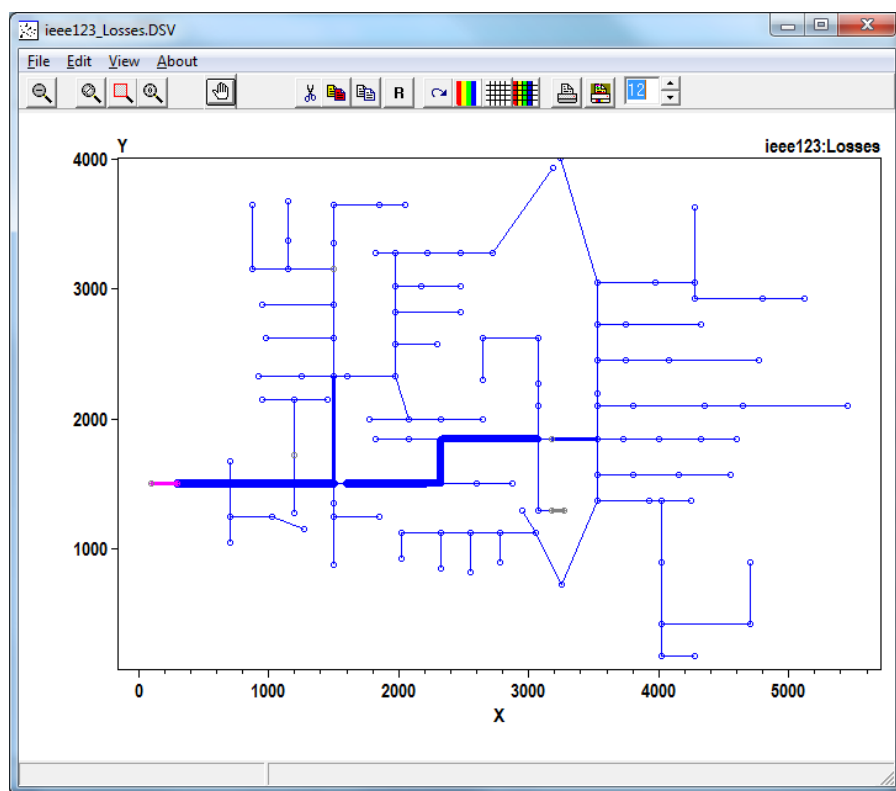 ieee123_Losses.DSV
File Edit View About
R 12
Y ieee123:Losses
4000
3000
2000
1000
0 1000 2000 3000 4000 5000
X